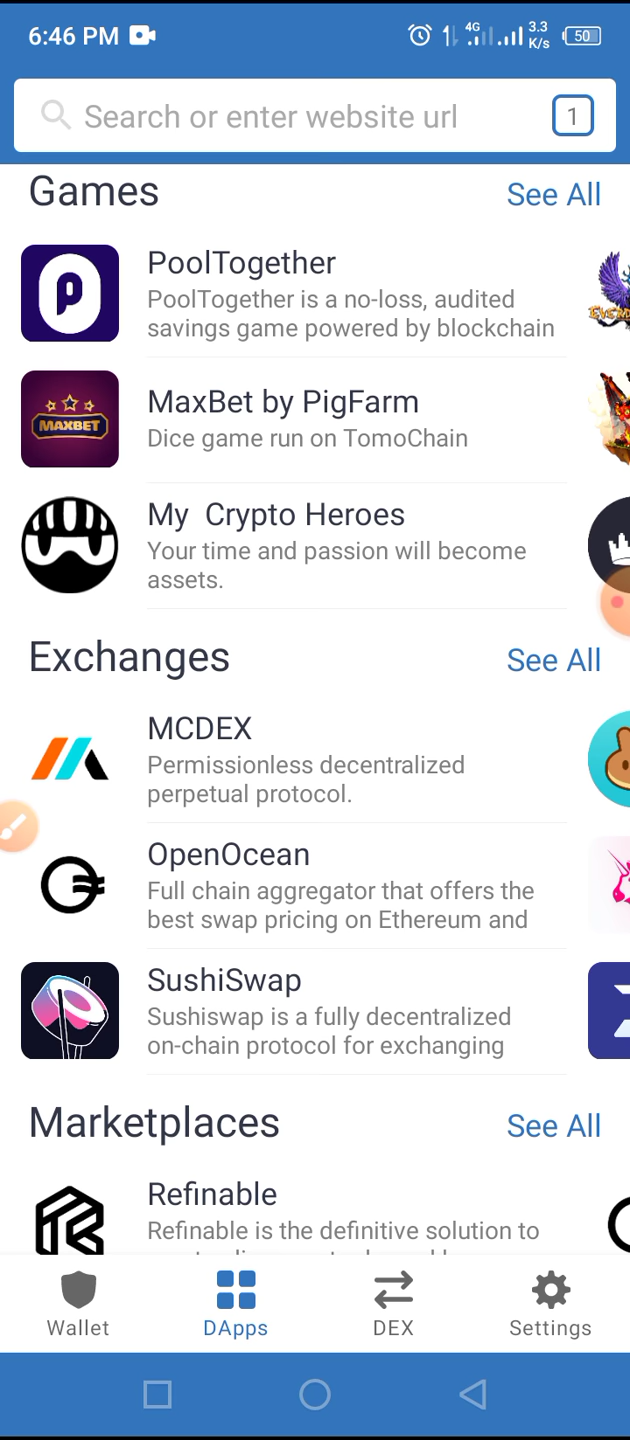 6:46 PM
4G
3.3
K/s
50
Search or enter website url
1
Games
See All
PoolTogether
PoolTogether is a no-loss, audited
savings game powered by blockchain
MAXBET
MaxBet by PigFarm
Dice game run on TomoChain
My  Crypto Heroes
Your time and passion will become
assets.
Exchanges
See All
MCDEX
Permissionless decentralized
perpetual protocol.
OpenOcean
Full chain aggregator that offers the
best swap pricing on Ethereum and
SushiSwap
Sushiswap is a fully decentralized
on-chain protocol for exchanging
Marketplaces
See All
Refinable
Refinable is the definitive solution to
Wallet
DApps
DEX
Settings